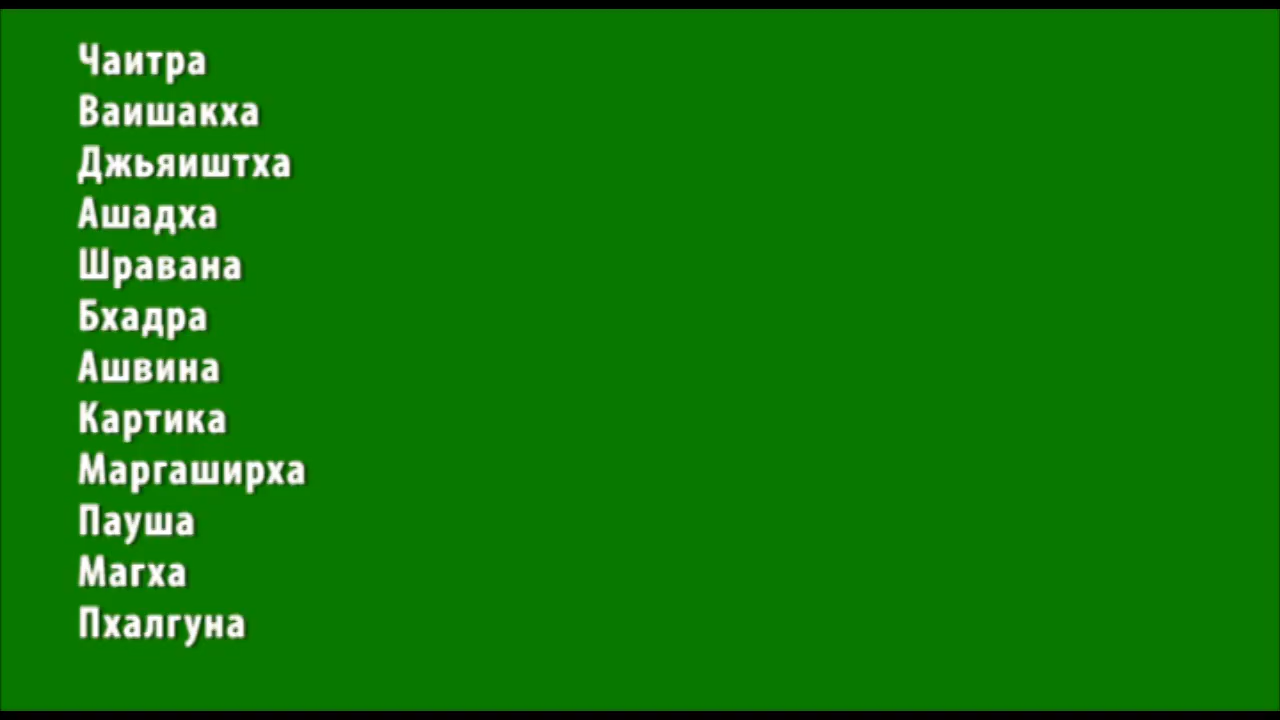 Чаитра
Ваишакха
Джьяиштха
Ашадха
Шравана
Бхадра
Ашвина
Картика
Маргаширха
Пауша
Магха
Пхалгуна